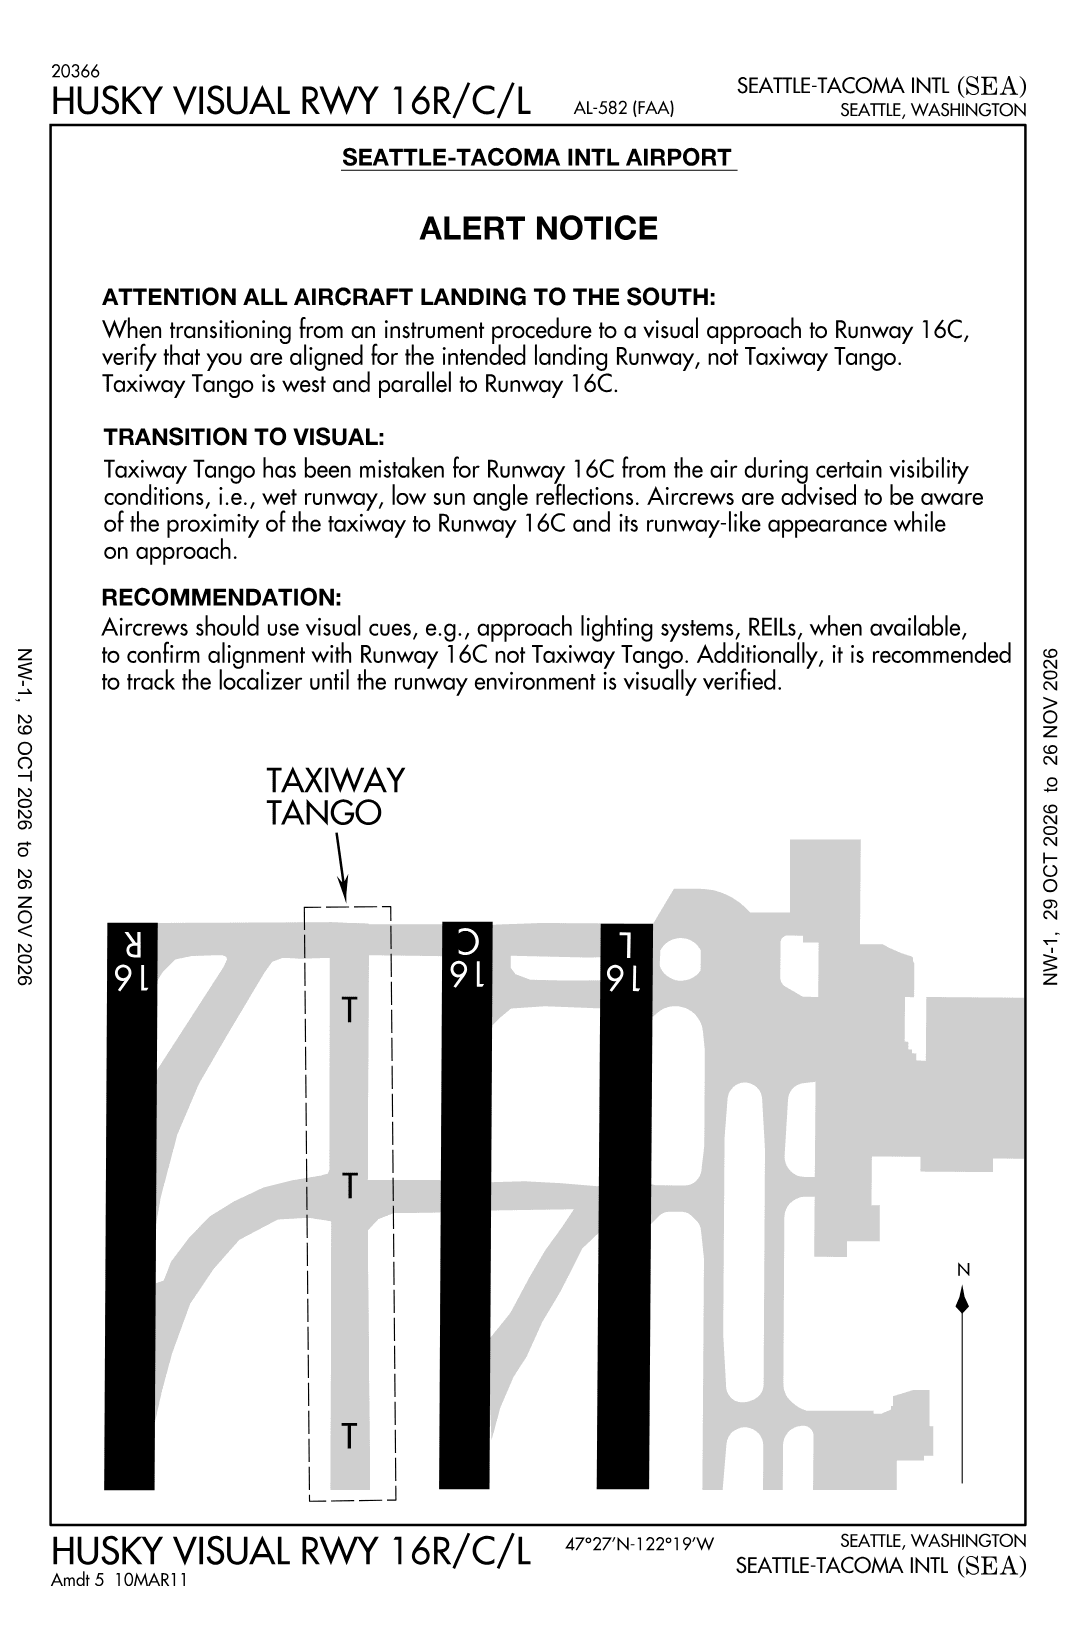 20366
HUSKY VISUAL RWY 16R/C/L
AL-582 (FAA)
SEATTLE-TACOMA INTL (SEA)
SEATTLE, WASHINGTON
SEATTLE-TACOMA INTL AIRPORT
ALERT NOTICE
ATTENTION ALL AIRCRAFT LANDING TO THE SOUTH:
When transitioning from an instrument procedure to a visual approach to Runway 16C,
verify that you are aligned for the intended landing Runway, not Taxiway Tango.
Taxiway Tango is west and parallel to Runway 16C.
TRANSITION TO VISUAL:
Taxiway Tango has been mistaken for Runway 16C from the air during certain visibility
conditions, i.e., wet runway, low sun angle reflections. Aircrews are advised to be aware
of the proximity of the taxiway to Runway 16C and its runway-like appearance while
on approach.
RECOMMENDATION:
Aircrews should use visual cues, e.g., approach lighting systems, REILs, when available,
to confirm alignment with Runway 16C not Taxiway Tango. Additionally, it is recommended
to track the localizer until the runway environment is visually verified.
NW-1, 29 OCT 2026 to 26 NOV 2026
NW-1, 29 OCT 2026 to 26 NOV 2026
TAXIWAY
TANGO
16
R
16
C
16
L
T
T
T
N
HUSKY VISUAL RWY 16R/C/L
Amdt 5 10MAR11
47°27'N-122°19'W
SEATTLE, WASHINGTON
SEATTLE-TACOMA INTL (SEA)